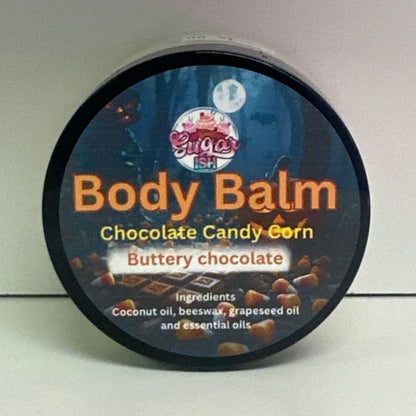 Sugar
ISH
Body Balm
Chocolate Candy Corn
Buttery chocolate
Ingredients
Coconut oil, beeswax, grapeseed oil
and essential oils